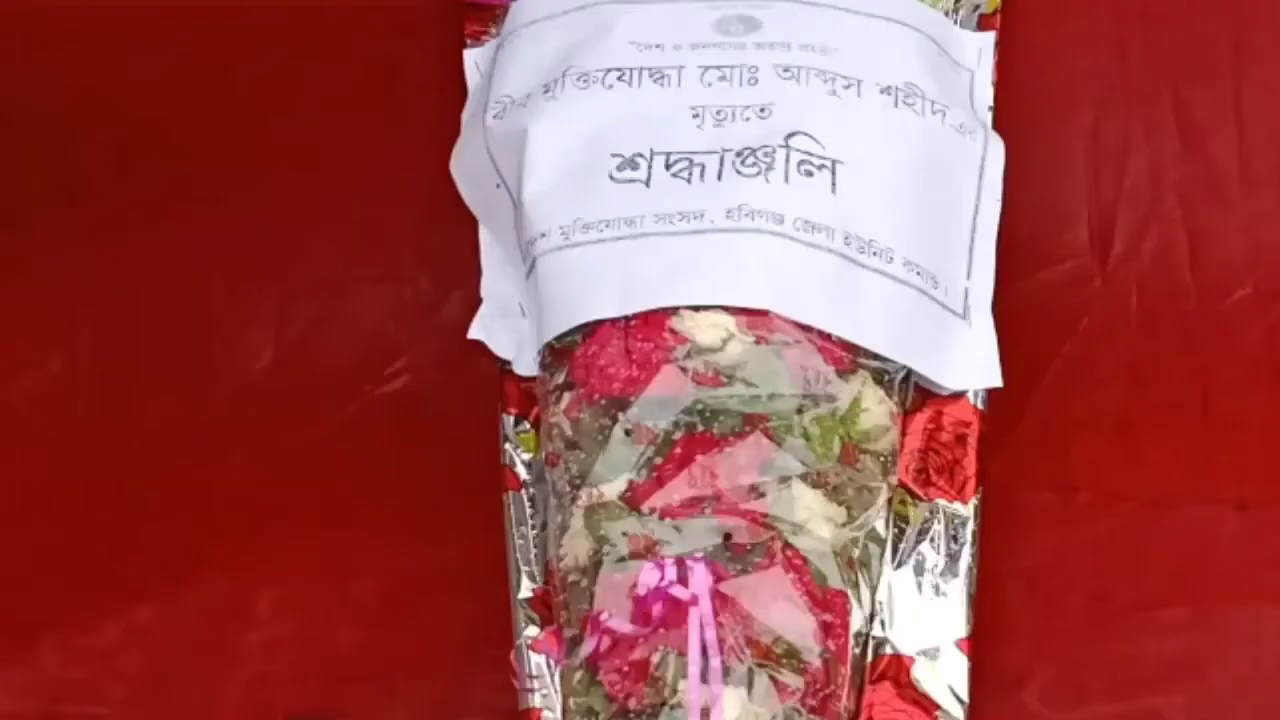 বীর মুক্তিযোদ্ধা মোঃ আব্দুস শহীদ-এর
মৃত্যুতে
শ্রদ্ধাঞ্জলি
মুক্তিযোদ্ধা সংসদ, হবিগঞ্জ জেলা ইউনিট কমান্ড।